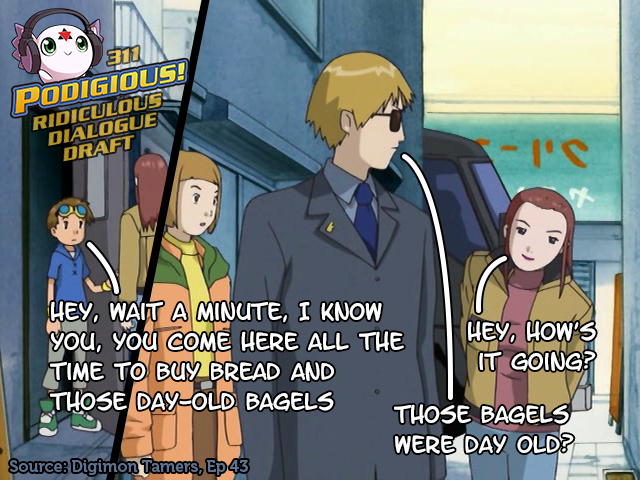 311
PODIGIOUS!
RIDICULOUS
DIALOGUE
DRAFT
HEY, WAIT A MINUTE, I KNOW
YOU, YOU COME HERE ALL THE
TIME TO BUY BREAD AND
THOSE DAY-OLD BAGELS
HEY, HOW'S
IT GOING?
THOSE BAGELS
WERE DAY OLD?
Source: Digimon Tamers, Ep 43